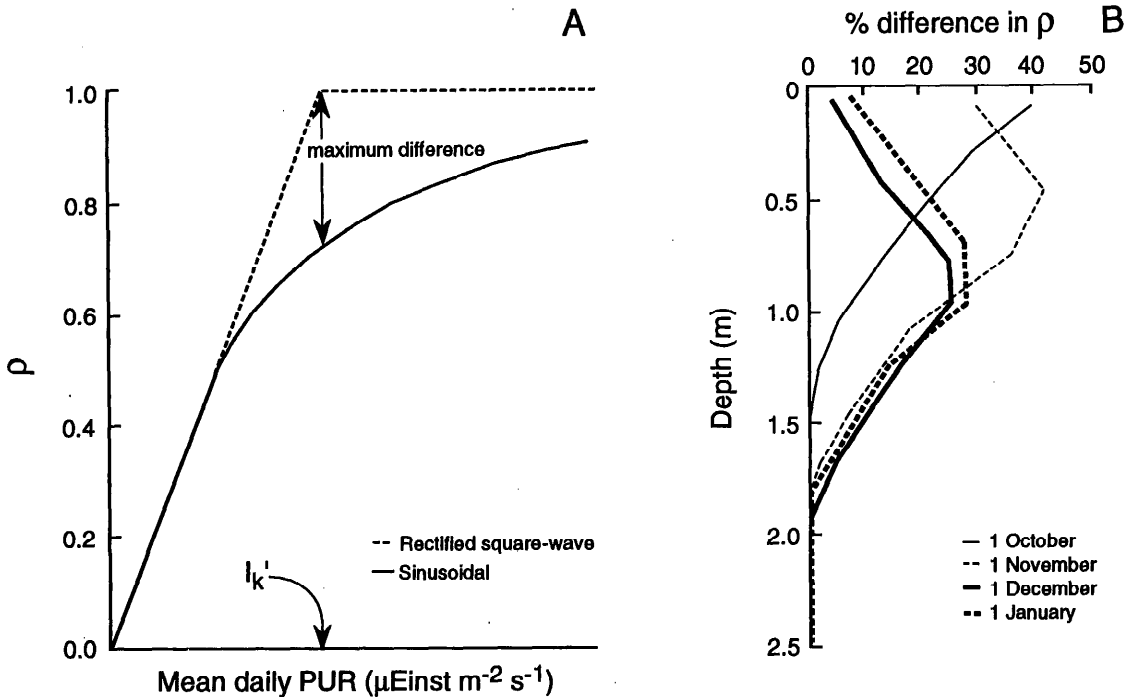 A
1.0
0.8
0.6
0.4
0.2
0.0
ρ
maximum difference
Rectified square-wave
Sinusoidal
Iₖ'
Mean daily PUR (μEinst m⁻² s⁻¹)
B
% difference in ρ
0 10 20 30 40 50
0
0.5
1.0
1.5
2.0
2.5
Depth (m)
1 October
1 November
1 December
1 January